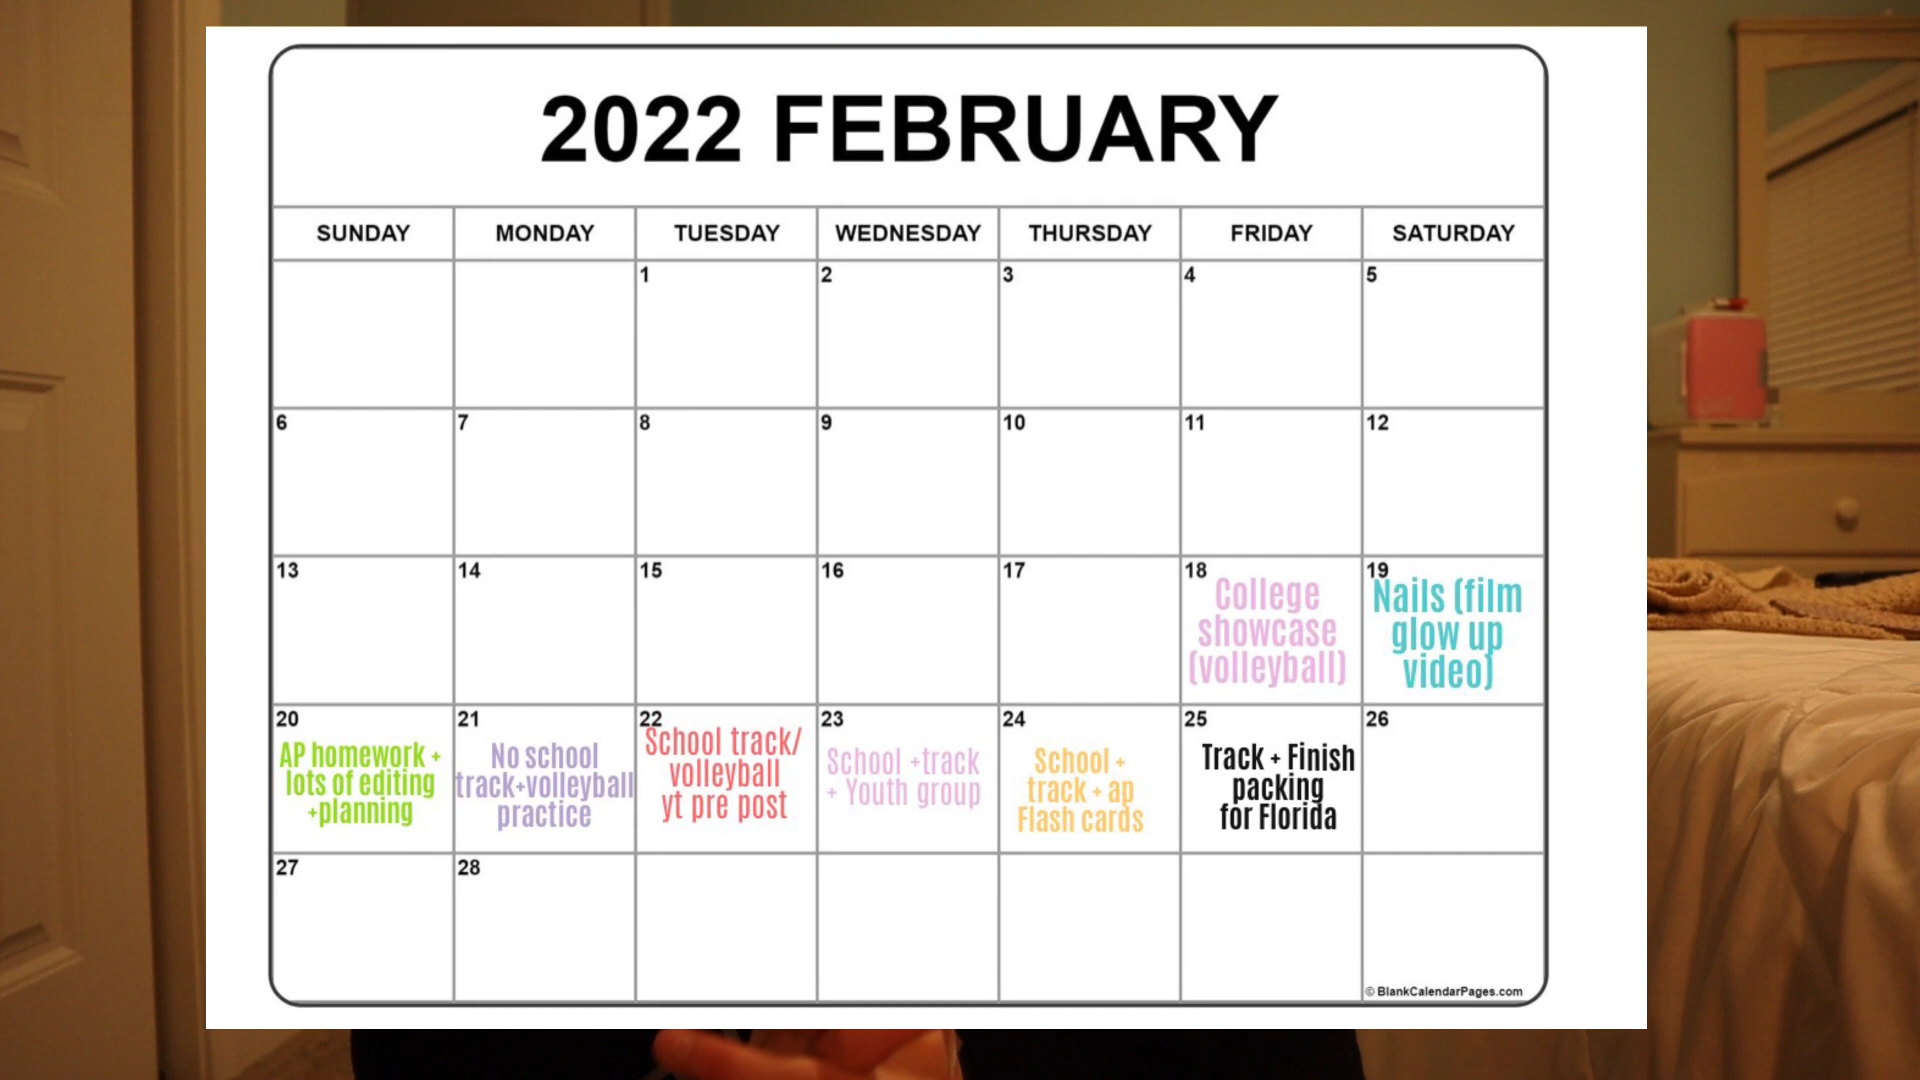 2022 FEBRUARY
SUNDAY MONDAY TUESDAY WEDNESDAY THURSDAY FRIDAY SATURDAY
1 2 3 4 5
6 7 8 9 10 11 12
13 14 15 16 17 18 19
College
showcase
(volleyball)
Nails (film
glow up
video)
20 21 22 23 24 25 26
AP homework +
lots of editing
+planning
No school
track+volleyball
practice
School track/
volleyball
yt pre post
School +track
+ Youth group
School +
track + ap
Flash cards
Track + Finish
packing
for Florida
27 28
© BlankCalendarPages.com